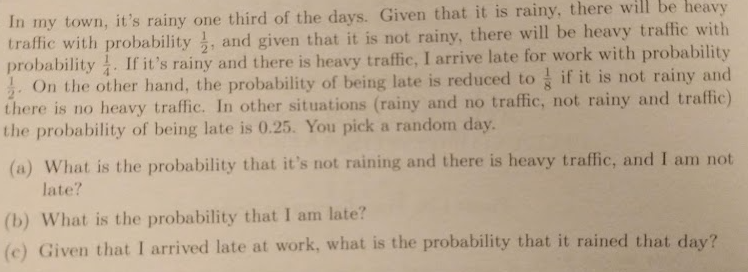 In my town, it's rainy one third of the days. Given that it is rainy, there will be heavy
traffic with probability 1/2, and given that it is not rainy, there will be heavy traffic with
probability 1/4. If it's rainy and there is heavy traffic, I arrive late for work with probability
1/2. On the other hand, the probability of being late is reduced to 1/8 if it is not rainy and
there is no heavy traffic. In other situations (rainy and no traffic, not rainy and traffic)
the probability of being late is 0.25. You pick a random day.
(a) What is the probability that it's not raining and there is heavy traffic, and I am not
late?
(b) What is the probability that I am late?
(c) Given that I arrived late at work, what is the probability that it rained that day?